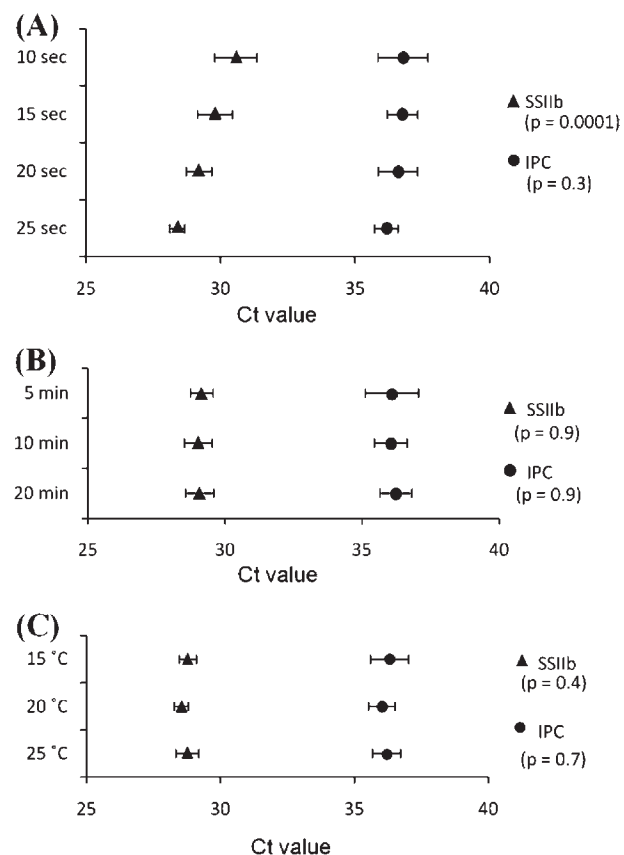 (A)
10 sec
15 sec
20 sec
25 sec
▲ SSIIb
(p = 0.0001)
● IPC
(p = 0.3)
25 30 35 40
Ct value
(B)
5 min
10 min
20 min
▲ SSIIb
(p = 0.9)
● IPC
(p = 0.9)
25 30 35 40
Ct value
(C)
15 ˚C
20 ˚C
25 ˚C
▲ SSIIb
(p = 0.4)
● IPC
(p = 0.7)
25 30 35 40
Ct value